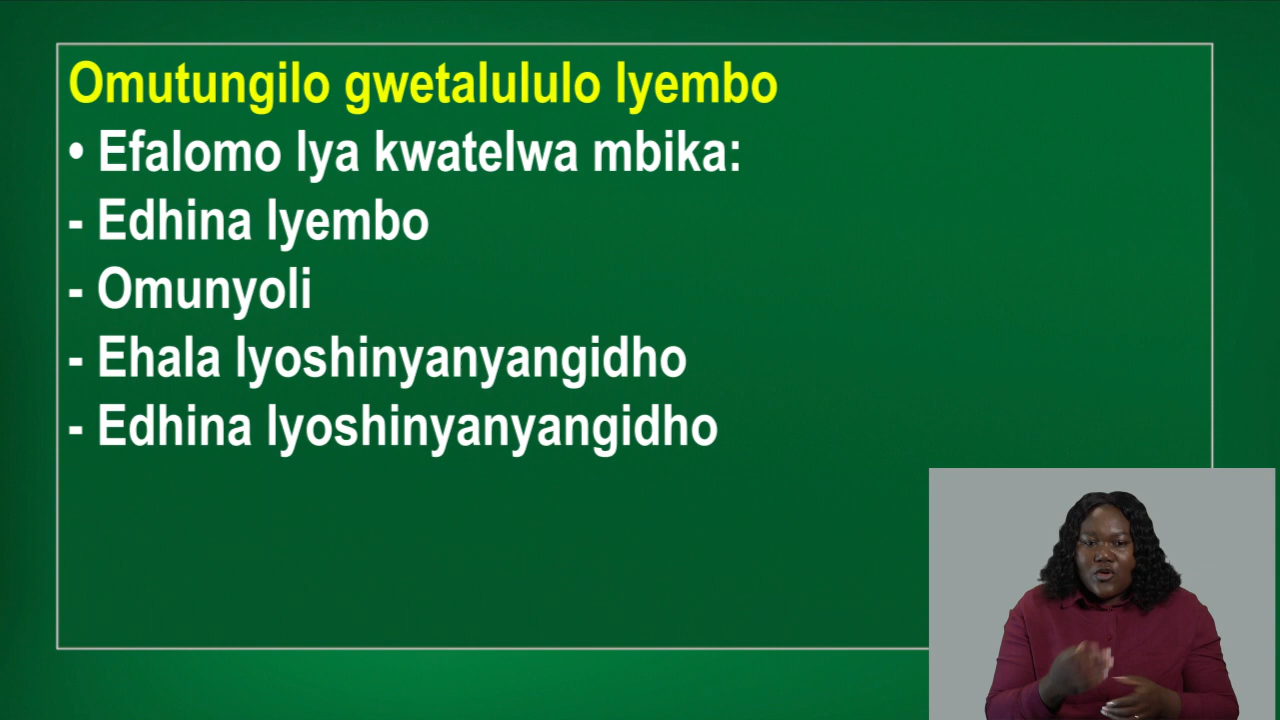 Omutungilo gwetalululo lyembo
• Efalomo lya kwatelwa mbika:
- Edhina lyembo
- Omunyoli
- Ehala lyoshinyanyangidho
- Edhina lyoshinyanyangidho